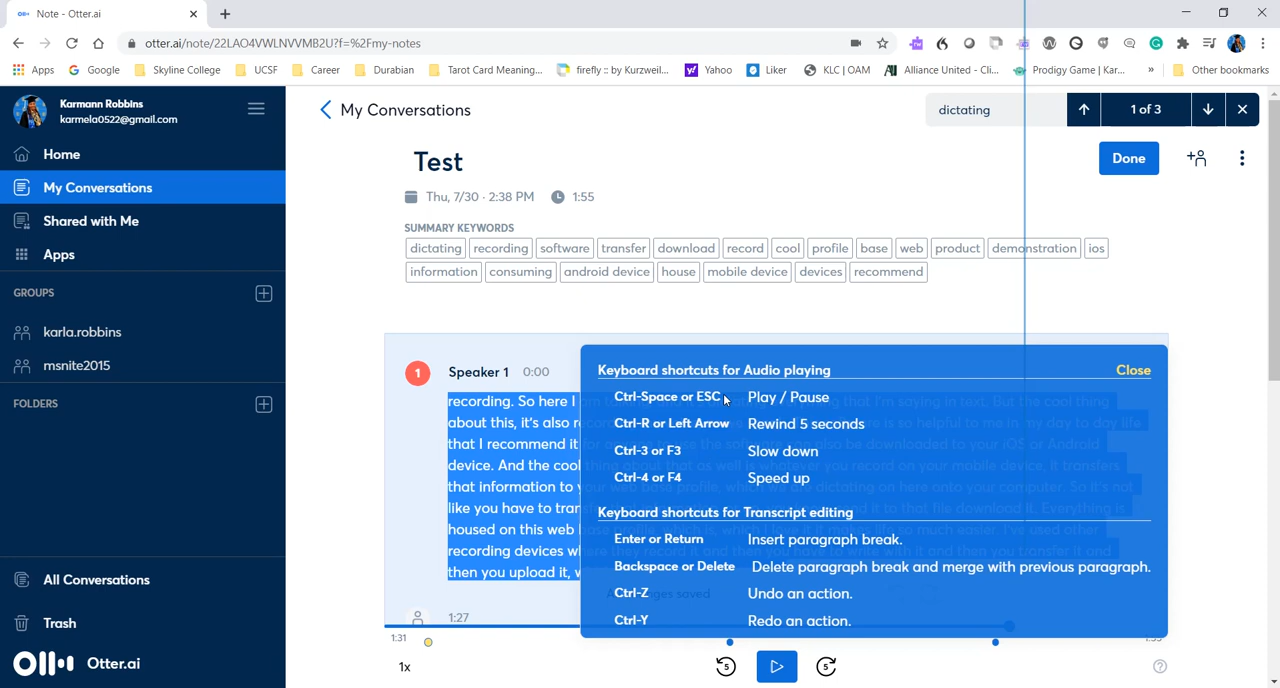 Note - Otter.ai
otter.ai/note/22LAO4VWLNVVMB2U?f=%2Fmy-notes
Apps Google Skyline College UCSF Career Durabian Tarot Card Meaning... firefly :: by Kurzweil... Yahoo Liker KLC | OAM Alliance United - Cli... Prodigy Game | Kar... » Other bookmarks
Karmann Robbins
karmela0522@gmail.com
Home
My Conversations
Shared with Me
Apps
GROUPS
karla.robbins
msnite2015
FOLDERS
All Conversations
Trash
Otter.ai
My Conversations
dictating 1 of 3
Test
Done
Thu, 7/30 · 2:38 PM 1:55
SUMMARY KEYWORDS
dictating recording software transfer download record cool profile base web product demonstration ios
information consuming android device house mobile device devices recommend
1 Speaker 1 0:00
recording. So here I
about this, it's also
that I recommend it
device. And the cool
that information to
like you have to
housed on this web
recording devices
then you upload it,
Keyboard shortcuts for Audio playing Close
Ctrl-Space or ESC Play / Pause
Ctrl-R or Left Arrow Rewind 5 seconds
Ctrl-3 or F3 Slow down
Ctrl-4 or F4 Speed up
Keyboard shortcuts for Transcript editing
Enter or Return Insert paragraph break.
Backspace or Delete Delete paragraph break and merge with previous paragraph.
Ctrl-Z Undo an action.
Ctrl-Y Redo an action.
1:27
1:31
1x 5 5 ?